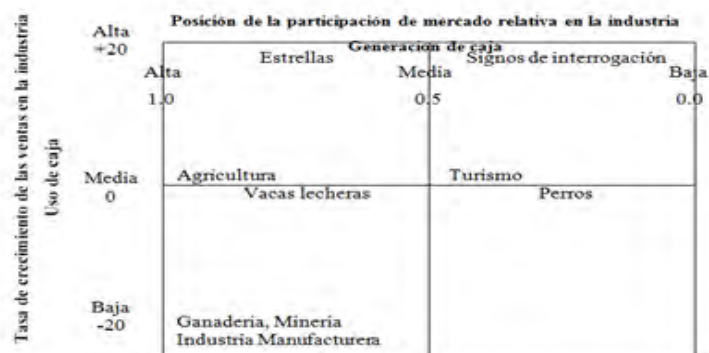 Posición de la participación de mercado relativa en la industria
Generación de caja
Alta
+20
Estrellas
Signos de interrogación
Alta
Media
Baja
1.0
0.5
0.0
Tasa de crecimiento de las ventas en la industria
Uso de caja
Media
0
Agricultura
Turismo
Vacas lecheras
Perros
Baja
-20
Ganadería, Minería
Industria Manufacturera